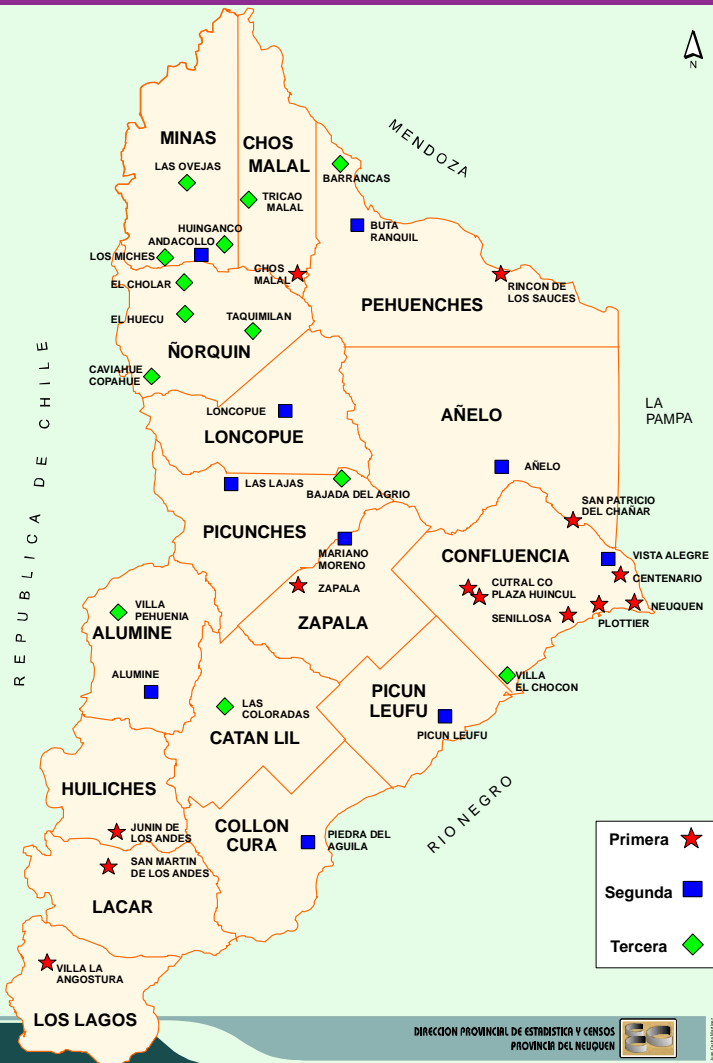 N
MENDOZA
MINAS
CHOS
MALAL
LAS OVEJAS
BARRANCAS
TRICAO
MALAL
BUTA
RANQUIL
HUINGANCO
ANDACOLLO
LOS MICHES
CHOS
MALAL
RINCON DE
LOS SAUCES
EL CHOLAR
PEHUENCHES
EL HUECU
TAQUIMILAN
ÑORQUIN
CAVIAHUE
COPAHUE
REPUBLICA DE CHILE
LONCOPUE
LONCOPUE
AÑELO
LA
PAMPA
AÑELO
LAS LAJAS
BAJADA DEL AGRIO
SAN PATRICIO
DEL CHAÑAR
PICUNCHES
MARIANO
MORENO
CONFLUENCIA
VISTA ALEGRE
CENTENARIO
ZAPALA
CUTRAL CO
PLAZA HUINCUL
NEUQUEN
SENILLOSA
PLOTTIER
VILLA
PEHUENIA
ALUMINE
ZAPALA
ALUMINE
VILLA
EL CHOCON
PICUN
LEUFU
LAS
COLORADAS
CATAN LIL
PICUN LEUFU
HUILICHES
RIONEGRO
JUNIN DE
LOS ANDES
COLLON
CURA
PIEDRA DEL
AGUILA
SAN MARTIN
DE LOS ANDES
LACAR
Primera
Segunda
Tercera
VILLA LA
ANGOSTURA
LOS LAGOS
DIRECCION PROVINCIAL DE ESTADISTICA Y CENSOS
PROVINCIA DEL NEUQUEN